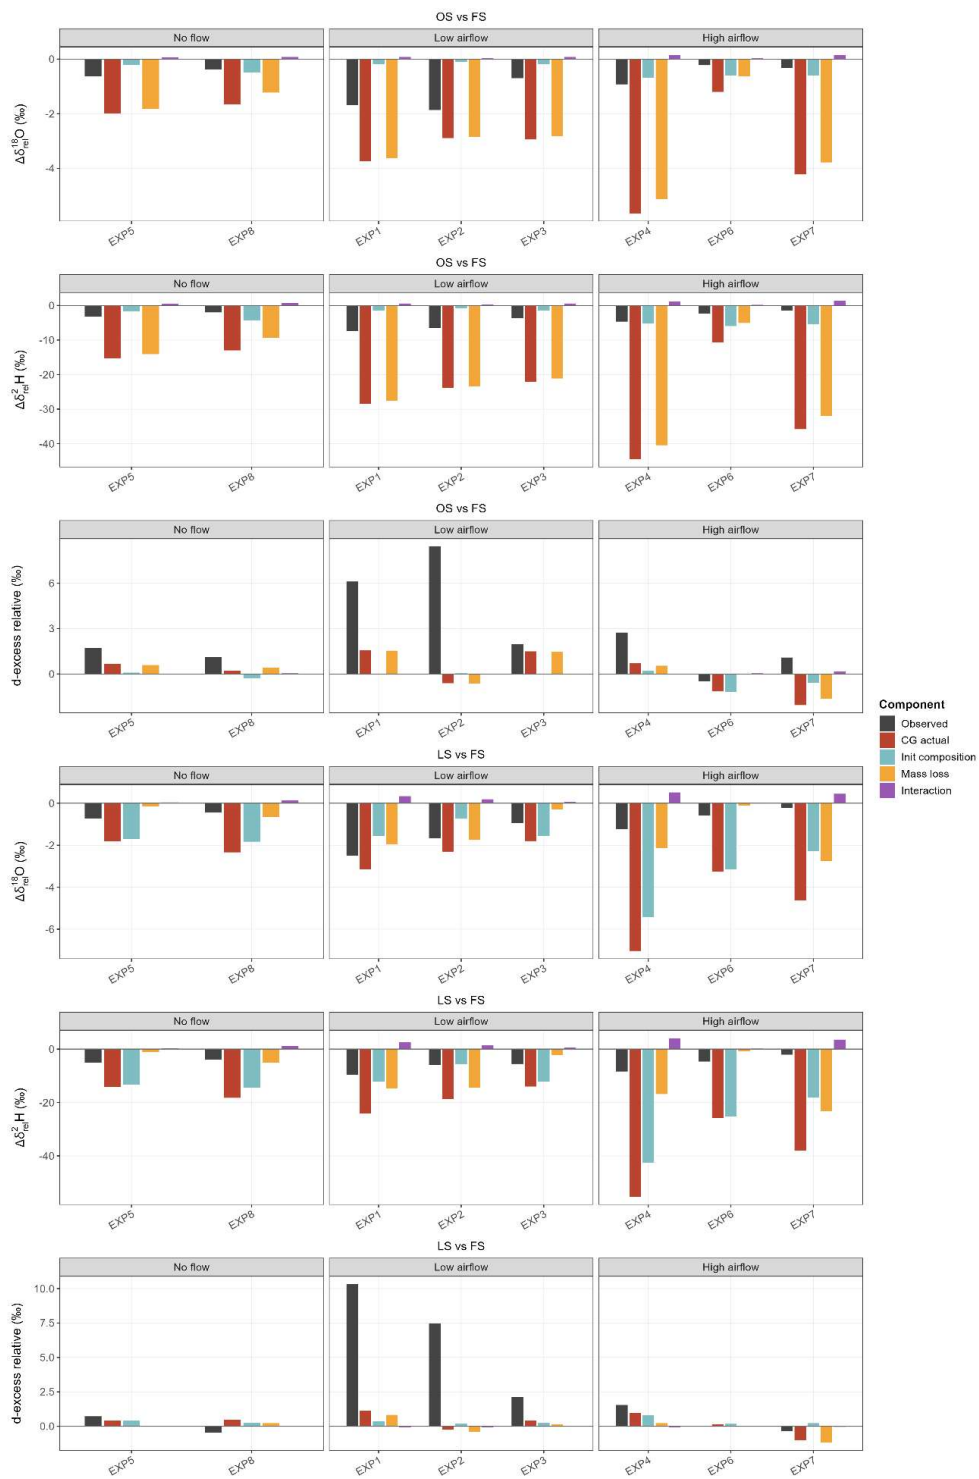 OS vs FS
No flow Low airflow High airflow
Δδ¹⁸relO (‰)
0
-2
-4
EXP5 EXP8 EXP1 EXP2 EXP3 EXP4 EXP6 EXP7
OS vs FS
No flow Low airflow High airflow
Δδ²relH (‰)
0
-10
-20
-30
-40
EXP5 EXP8 EXP1 EXP2 EXP3 EXP4 EXP6 EXP7
OS vs FS
No flow Low airflow High airflow
d-excess relative (‰)
6
3
0
EXP5 EXP8 EXP1 EXP2 EXP3 EXP4 EXP6 EXP7
Component
Observed
CG actual
Init composition
Mass loss
Interaction
LS vs FS
No flow Low airflow High airflow
Δδ¹⁸relO (‰)
0
-2
-4
-6
EXP5 EXP8 EXP1 EXP2 EXP3 EXP4 EXP6 EXP7
LS vs FS
No flow Low airflow High airflow
Δδ²relH (‰)
0
-20
-40
EXP5 EXP8 EXP1 EXP2 EXP3 EXP4 EXP6 EXP7
LS vs FS
No flow Low airflow High airflow
d-excess relative (‰)
10.0
7.5
5.0
2.5
0.0
EXP5 EXP8 EXP1 EXP2 EXP3 EXP4 EXP6 EXP7